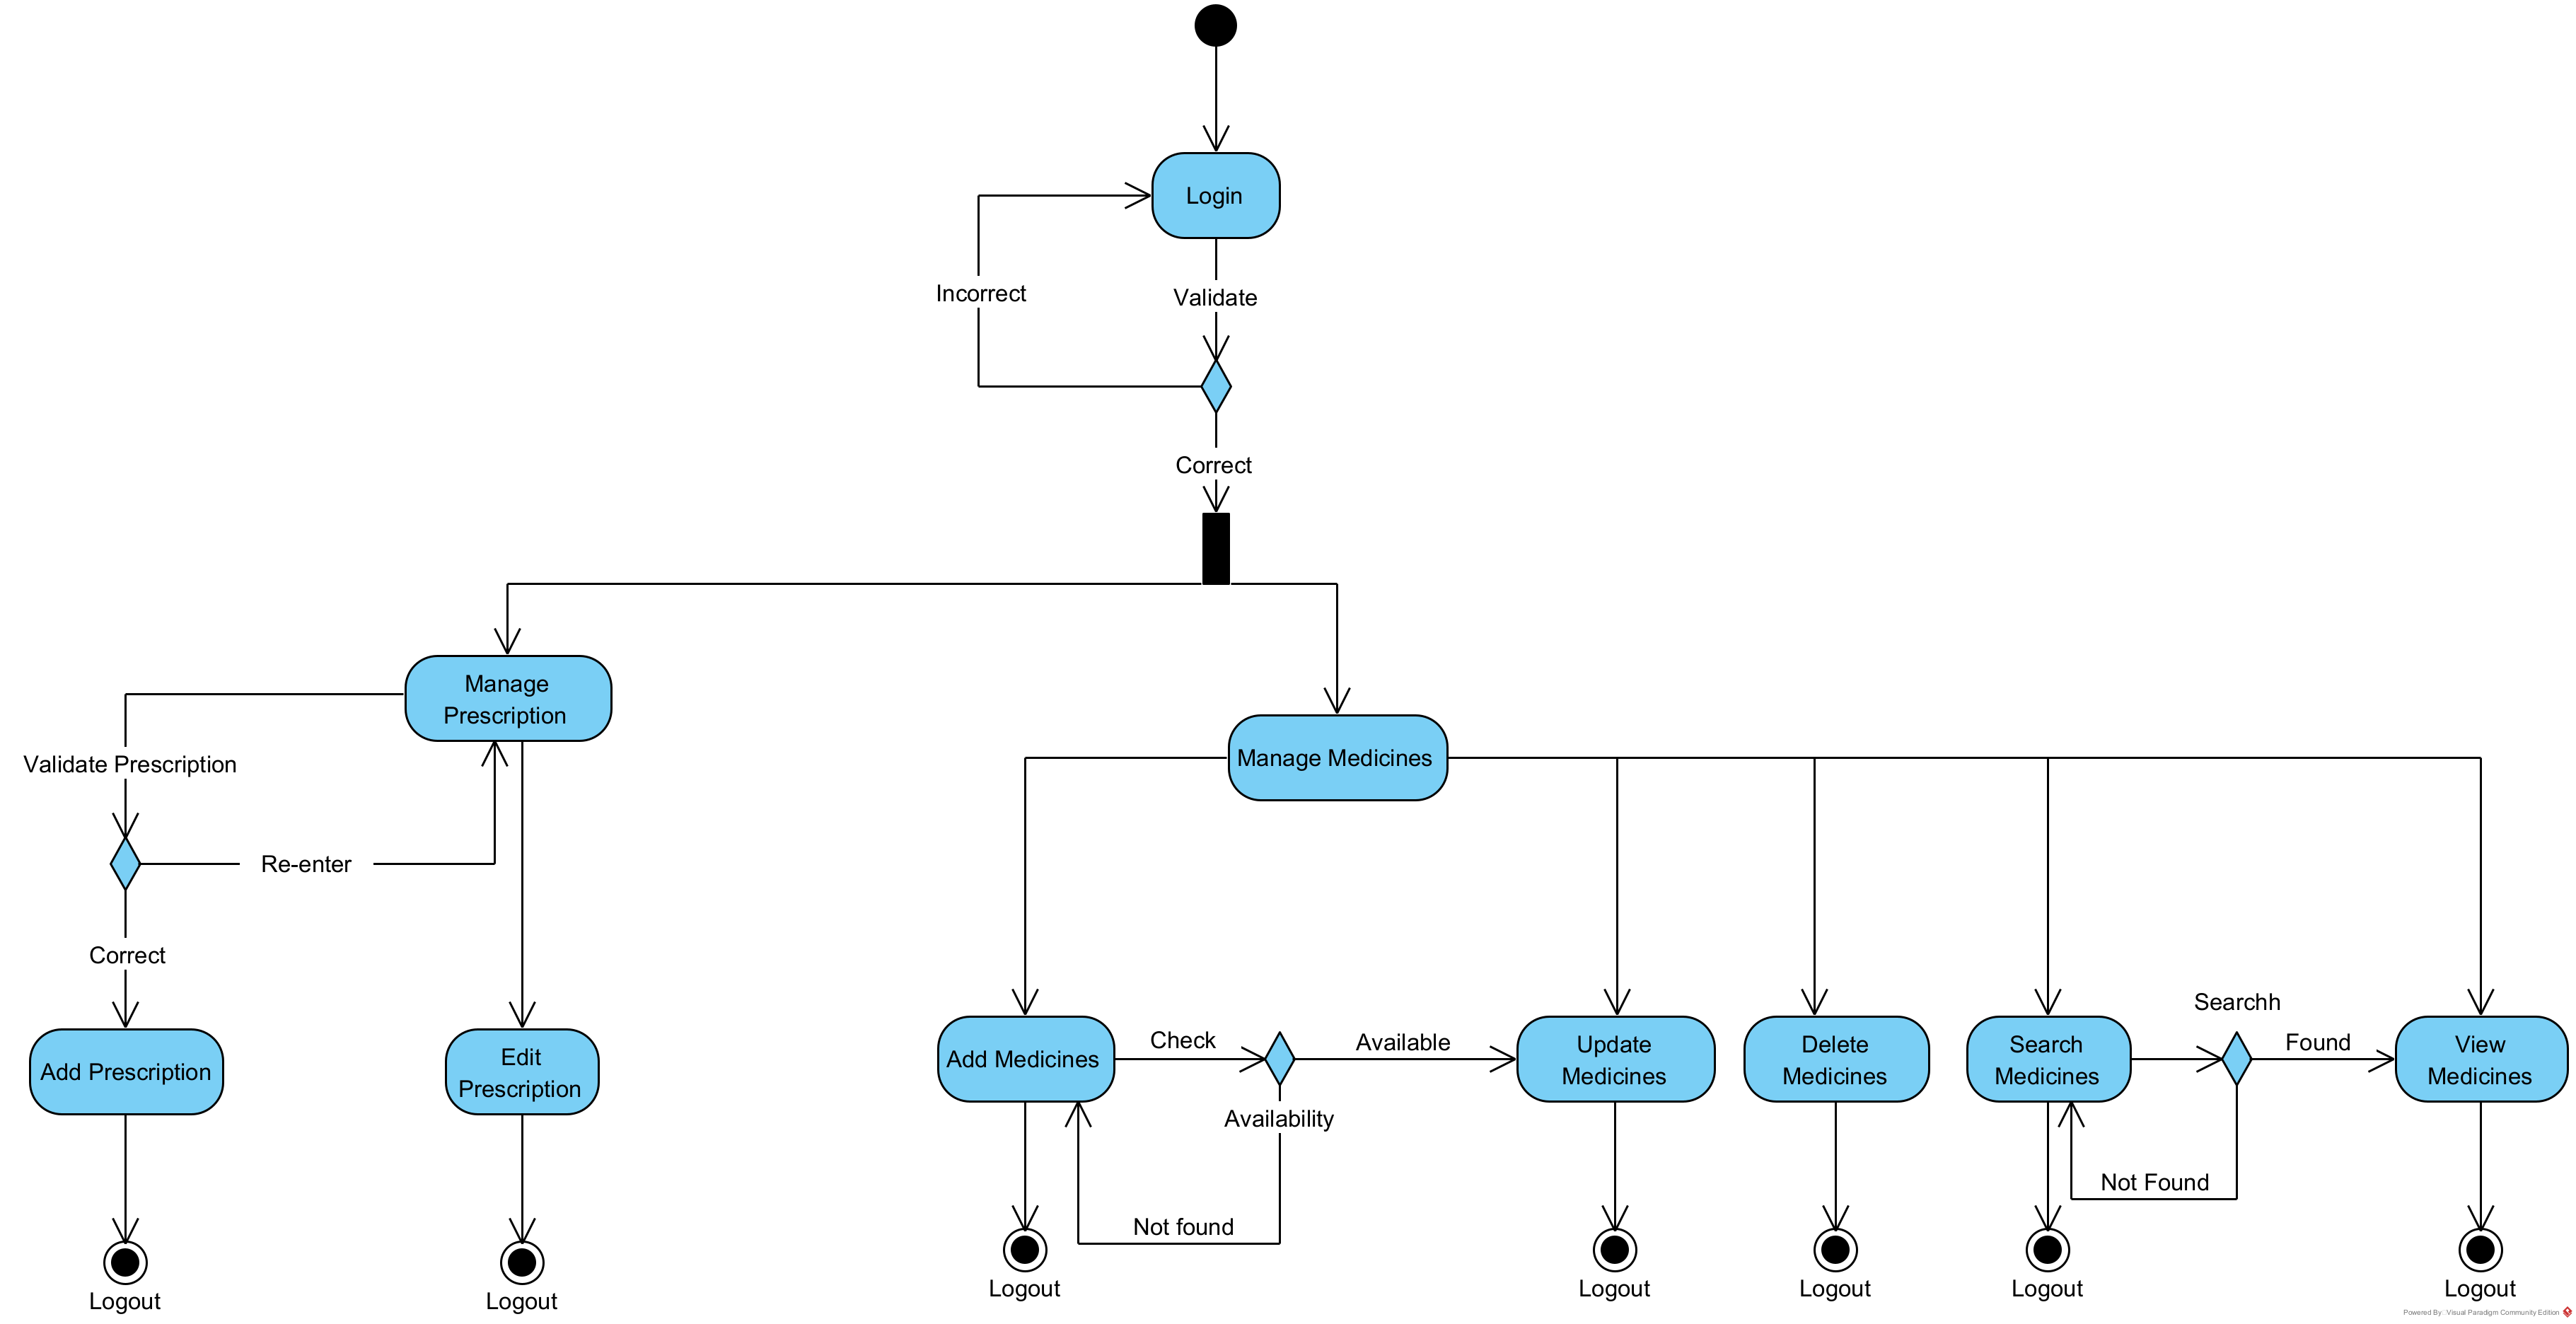 Login
Incorrect
Validate
Correct
Manage
Prescription
Manage Medicines
Validate Prescription
Re-enter
Correct
Add Prescription
Edit
Prescription
Add Medicines
Check
Availability
Available
Not found
Update
Medicines
Delete
Medicines
Search
Medicines
Searchh
Found
Not Found
View
Medicines
Logout
Logout
Logout
Logout
Logout
Logout
Logout
Powered By Visual Paradigm Community Edition